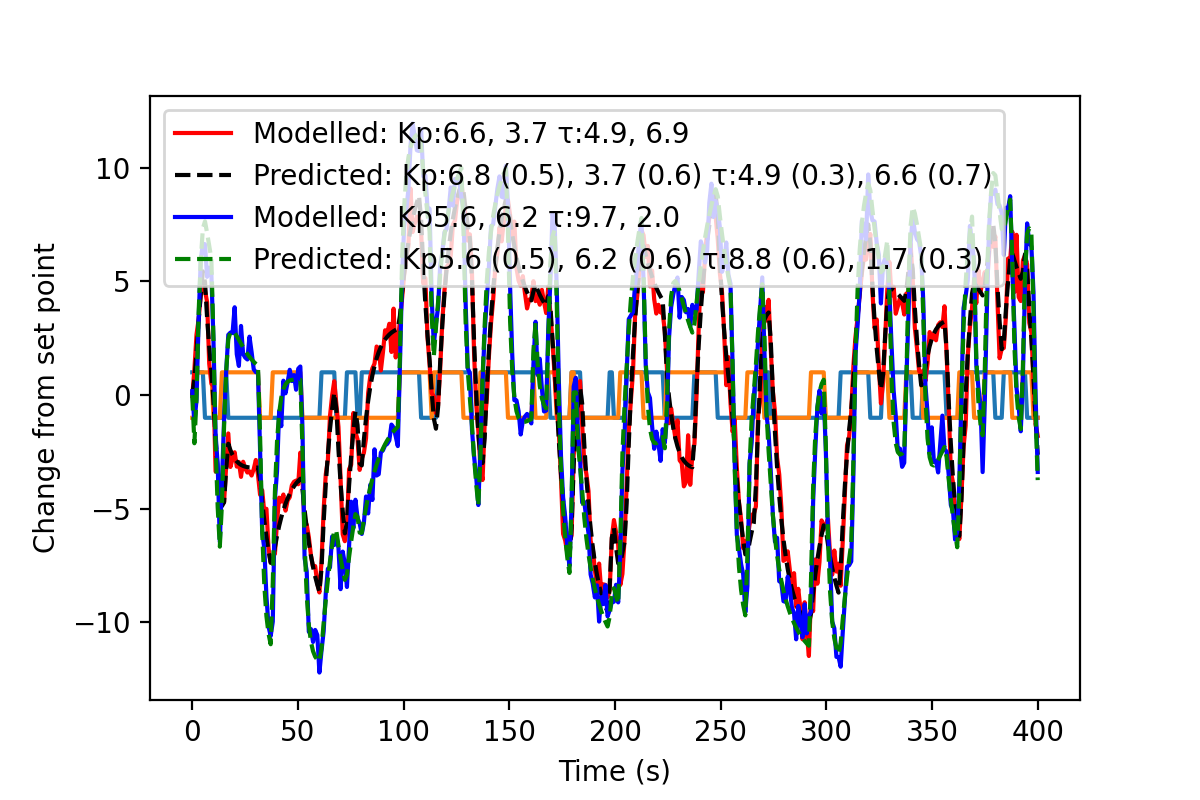 Modelled: Kp:6.6, 3.7 τ:4.9, 6.9
Predicted: Kp:6.8 (0.5), 3.7 (0.6) τ:4.9 (0.3), 6.6 (0.7)
Modelled: Kp5.6, 6.2 τ:9.7, 2.0
Predicted: Kp5.6 (0.5), 6.2 (0.6) τ:8.8 (0.6), 1.7 (0.3)
10
5
0
−5
−10
Change from set point
0 50 100 150 200 250 300 350 400
Time (s)